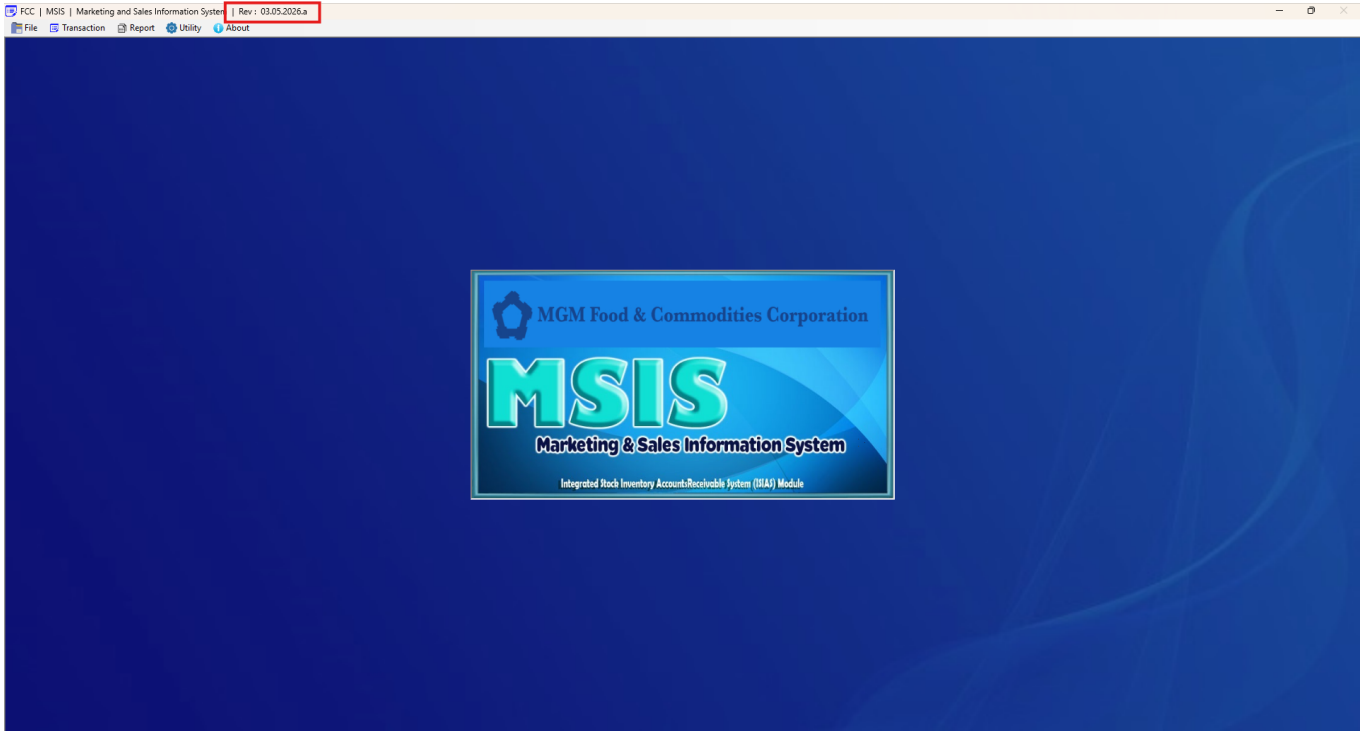 FCC | MSIS | Marketing and Sales Information System | Rev : 03.05.2026.a
File Transaction Report Utility About
MGM Food & Commodities Corporation
MSIS
Marketing & Sales Information System
Integrated Stock Inventory AccountsReceivable System (ISIAS) Module